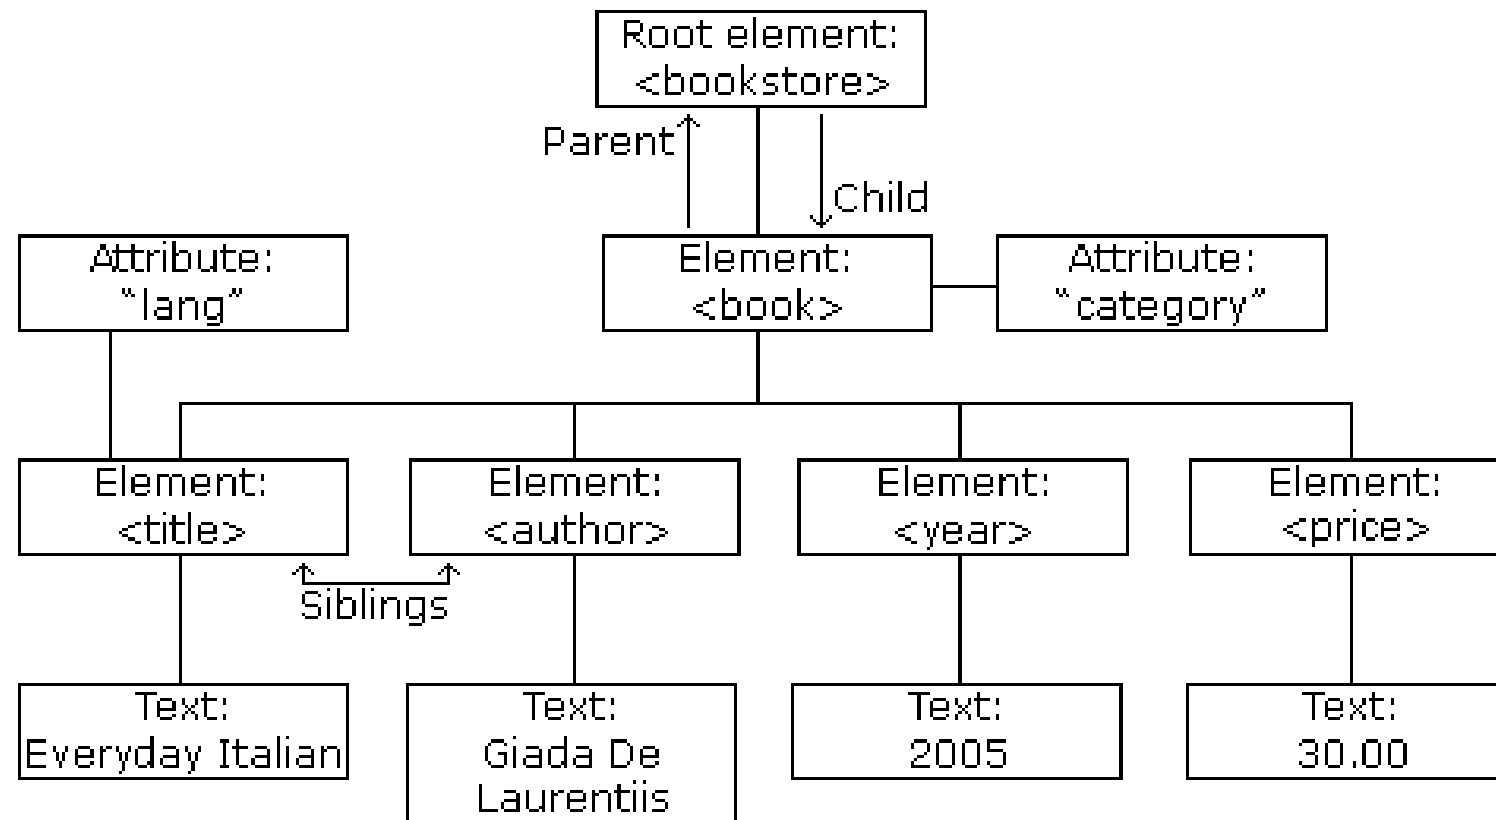 Root element:
<bookstore>
Parent
Child
Attribute:
“lang”
Element:
<book>
Attribute:
“category”
Element:
<title>
Element:
<author>
Element:
<year>
Element:
<price>
Siblings
Text:
Everyday Italian
Text:
Giada De
Laurentiis
Text:
2005
Text:
30.00